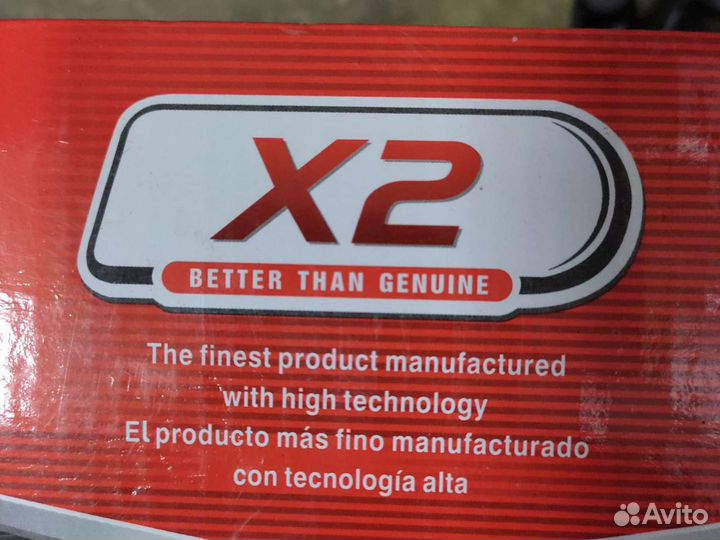 X2
BETTER THAN GENUINE
The finest product manufactured
with high technology
El producto más fino manufacturado
con tecnología alta
Avito